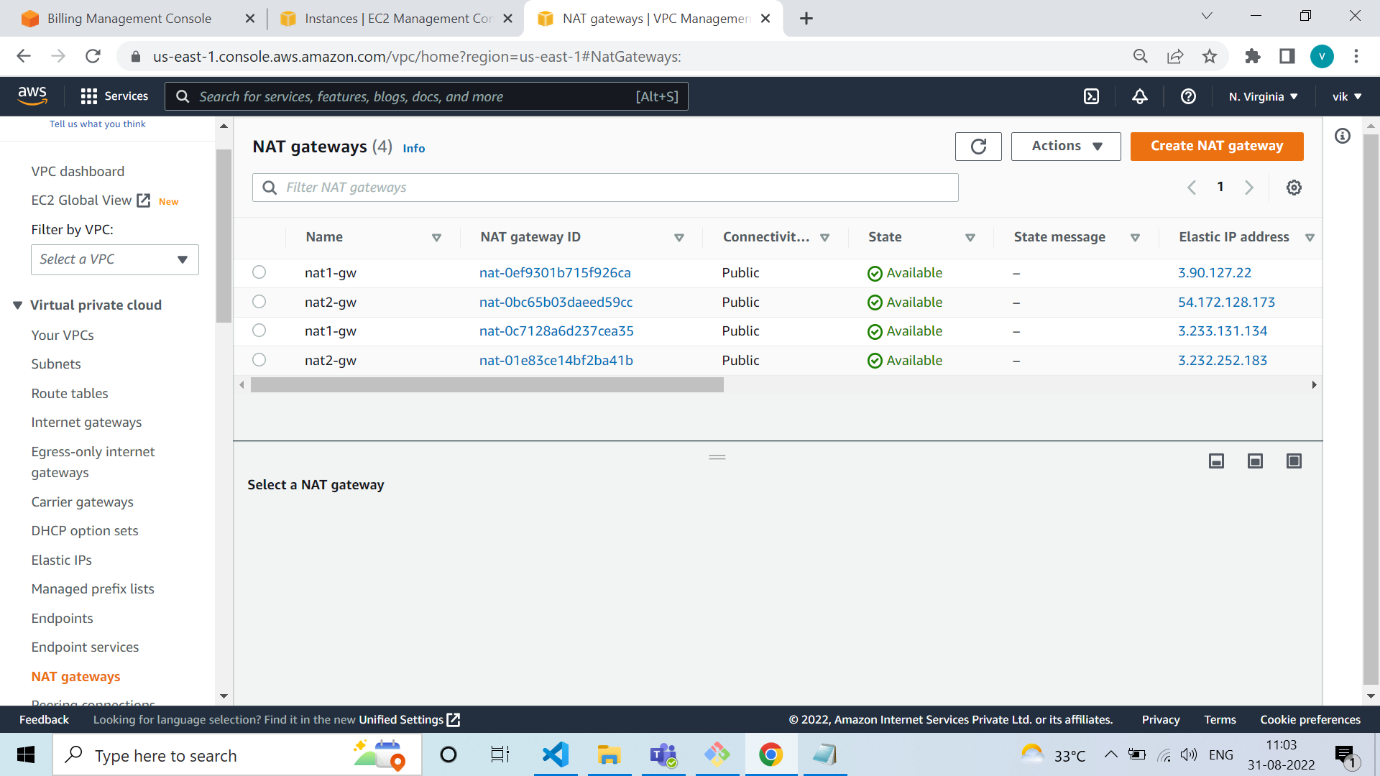 Billing Management Console
Instances | EC2 Management Con
NAT gateways | VPC Managemen
us-east-1.console.aws.amazon.com/vpc/home?region=us-east-1#NatGateways:
V
aws
Services
Search for services, features, blogs, docs, and more
[Alt+S]
N. Virginia
vik
Tell us what you think
VPC dashboard
EC2 Global View New
Filter by VPC:
Select a VPC
Virtual private cloud
Your VPCs
Subnets
Route tables
Internet gateways
Egress-only internet
gateways
Carrier gateways
DHCP option sets
Elastic IPs
Managed prefix lists
Endpoints
Endpoint services
NAT gateways
Peering connections
NAT gateways (4) Info
Actions
Create NAT gateway
Filter NAT gateways
1
Name NAT gateway ID Connectivit... State State message Elastic IP address
nat1-gw nat-0ef9301b715f926ca Public Available – 3.90.127.22
nat2-gw nat-0bc65b03daeed59cc Public Available – 54.172.128.173
nat1-gw nat-0c7128a6d237cea35 Public Available – 3.233.131.134
nat2-gw nat-01e83ce14bf2ba41b Public Available – 3.232.252.183
Select a NAT gateway
Feedback Looking for language selection? Find it in the new Unified Settings © 2022, Amazon Internet Services Private Ltd. or its affiliates. Privacy Terms Cookie preferences
Type here to search
33°C
ENG
11:03
31-08-2022
1